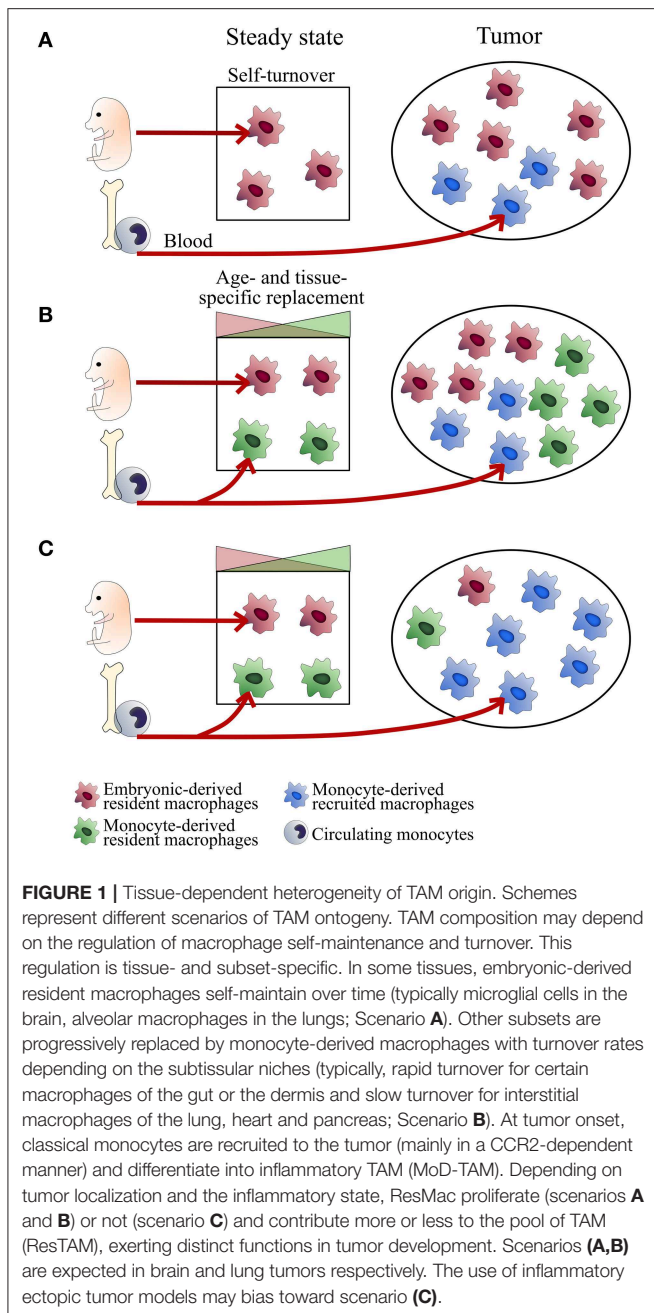 A
Steady state
Tumor
Self-turnover
Blood
Age- and tissue-
specific replacement
B
C
Embryonic-derived
resident macrophages
Monocyte-derived
recruited macrophages
Monocyte-derived
resident macrophages
Circulating monocytes
FIGURE 1 | Tissue-dependent heterogeneity of TAM origin. Schemes
represent different scenarios of TAM ontogeny. TAM composition may depend
on the regulation of macrophage self-maintenance and turnover. This
regulation is tissue- and subset-specific. In some tissues, embryonic-derived
resident macrophages self-maintain over time (typically microglial cells in the
brain, alveolar macrophages in the lungs; Scenario A). Other subsets are
progressively replaced by monocyte-derived macrophages with turnover rates
depending on the subtissular niches (typically, rapid turnover for certain
macrophages of the gut or the dermis and slow turnover for interstitial
macrophages of the lung, heart and pancreas; Scenario B). At tumor onset,
classical monocytes are recruited to the tumor (mainly in a CCR2-dependent
manner) and differentiate into inflammatory TAM (MoD-TAM). Depending on
tumor localization and the inflammatory state, ResMac proliferate (scenarios A
and B) or not (scenario C) and contribute more or less to the pool of TAM
(ResTAM), exerting distinct functions in tumor development. Scenarios (A,B)
are expected in brain and lung tumors respectively. The use of inflammatory
ectopic tumor models may bias toward scenario (C).